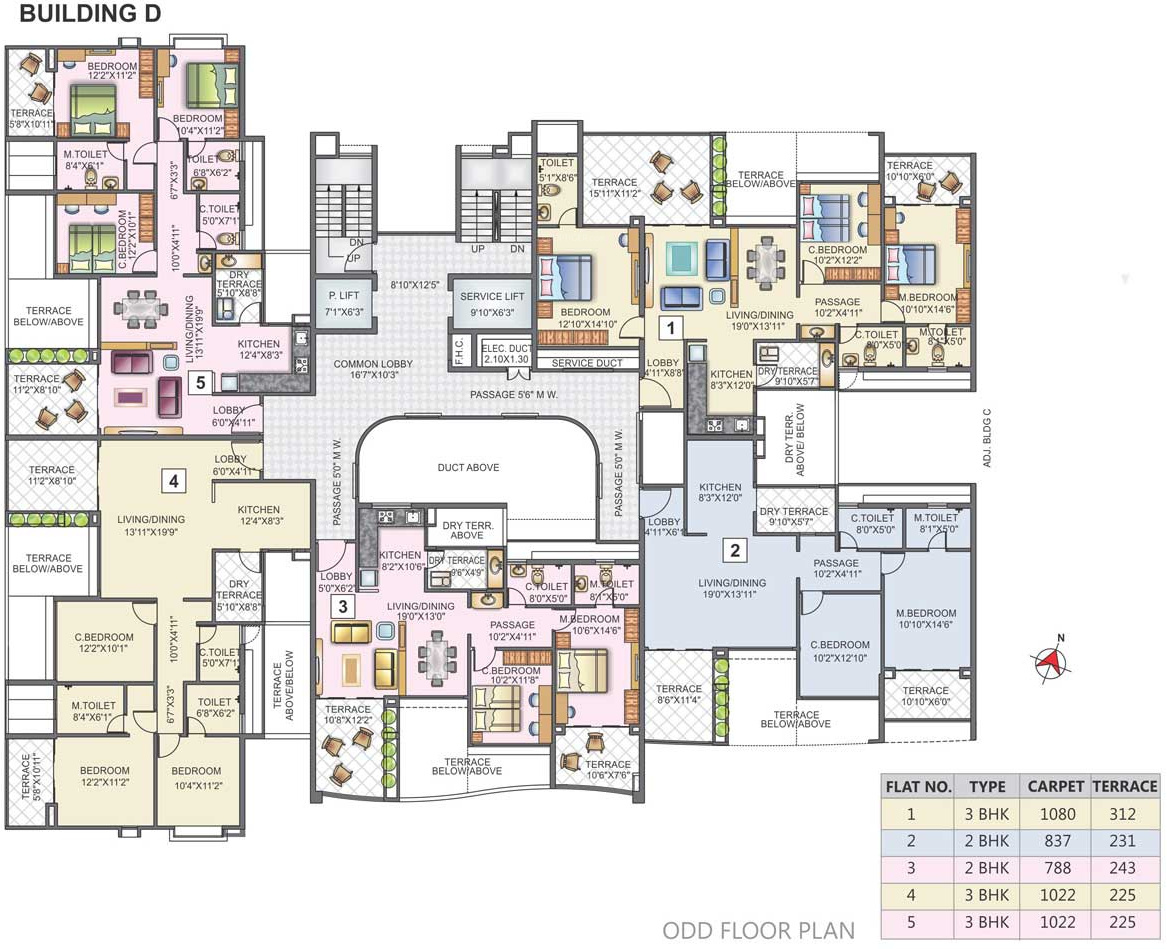 BUILDING D
BEDROOM
12'2"X11'2"
BEDROOM
10'4"X11'2"
TERRACE
5'8"X10'11"
M.TOILET
8'4"X6'1"
TOILET
6'8"X6'2"
6'7"X3'3"
C.TOILET
5'0"X7'1"
C.BEDROOM
12'2"X10'1"
10'0"X4'11"
DRY
TERRACE
5'10"X8'8"
TERRACE
BELOW/ABOVE
LIVING/DINING
13'11"X19'9"
KITCHEN
12'4"X8'3"
TERRACE
11'2"X8'10"
5
LOBBY
6'0"X4'11"
DN
UP
UP
DN
8'10"X12'5"
P. LIFT
7'1"X6'3"
SERVICE LIFT
9'10"X6'3"
F.H.C.
ELEC. DUCT
2.10X1.30
SERVICE DUCT
COMMON LOBBY
16'7"X10'3"
PASSAGE 5'6" M W.
PASSAGE 5'0" M W.
DUCT ABOVE
PASSAGE 5'0" M W.
TOILET
5'1"X8'6"
TERRACE
15'11"X11'2"
TERRACE
BELOW/ABOVE
TERRACE
10'10"X6'0"
BEDROOM
12'10"X14'10"
C.BEDROOM
10'2"X12'2"
M.BEDROOM
10'10"X14'6"
LIVING/DINING
19'0"X13'11"
PASSAGE
10'2"X4'11"
1
C.TOILET
8'0"X5'0"
M.TOILET
8'1"X5'0"
LOBBY
4'11"X8'8"
KITCHEN
8'3"X12'0"
DRY TERRACE
9'10"X5'7"
DRY TERR.
ABOVE/ BELOW
ADJ. BLDG C
TERRACE
11'2"X8'10"
LOBBY
6'0"X4'11"
4
KITCHEN
12'4"X8'3"
LIVING/DINING
13'11"X19'9"
TERRACE
BELOW/ABOVE
DRY
TERRACE
5'10"X8'8"
C.BEDROOM
12'2"X10'1"
10'0"X4'11"
C.TOILET
5'0"X7'1"
TERRACE
ABOVE/BELOW
M.TOILET
8'4"X6'1"
6'7"X3'3"
TOILET
6'8"X6'2"
TERRACE
5'8"X10'11"
BEDROOM
12'2"X11'2"
BEDROOM
10'4"X11'2"
DRY TERR.
ABOVE
KITCHEN
8'2"X10'6"
DRY TERRACE
9'6"X4'9"
LOBBY
5'0"X6'2"
C.TOILET
8'0"X5'0"
M.TOILET
8'1"X5'0"
3
LIVING/DINING
19'0"X13'0"
PASSAGE
10'2"X4'11"
M.BEDROOM
10'6"X14'6"
C.BEDROOM
10'2"X11'8"
TERRACE
10'8"X12'2"
TERRACE
BELOW/ABOVE
TERRACE
10'6"X7'6"
KITCHEN
8'3"X12'0"
LOBBY
4'11"X6'1"
DRY TERRACE
9'10"X5'7"
C.TOILET
8'0"X5'0"
M.TOILET
8'1"X5'0"
2
PASSAGE
10'2"X4'11"
LIVING/DINING
19'0"X13'11"
M.BEDROOM
10'10"X14'6"
C.BEDROOM
10'2"X12'10"
TERRACE
8'6"X11'4"
TERRACE
BELOW/ABOVE
TERRACE
10'10"X6'0"
N
FLAT NO. TYPE CARPET TERRACE
1 3 BHK 1080 312
2 2 BHK 837 231
3 2 BHK 788 243
4 3 BHK 1022 225
5 3 BHK 1022 225
ODD FLOOR PLAN